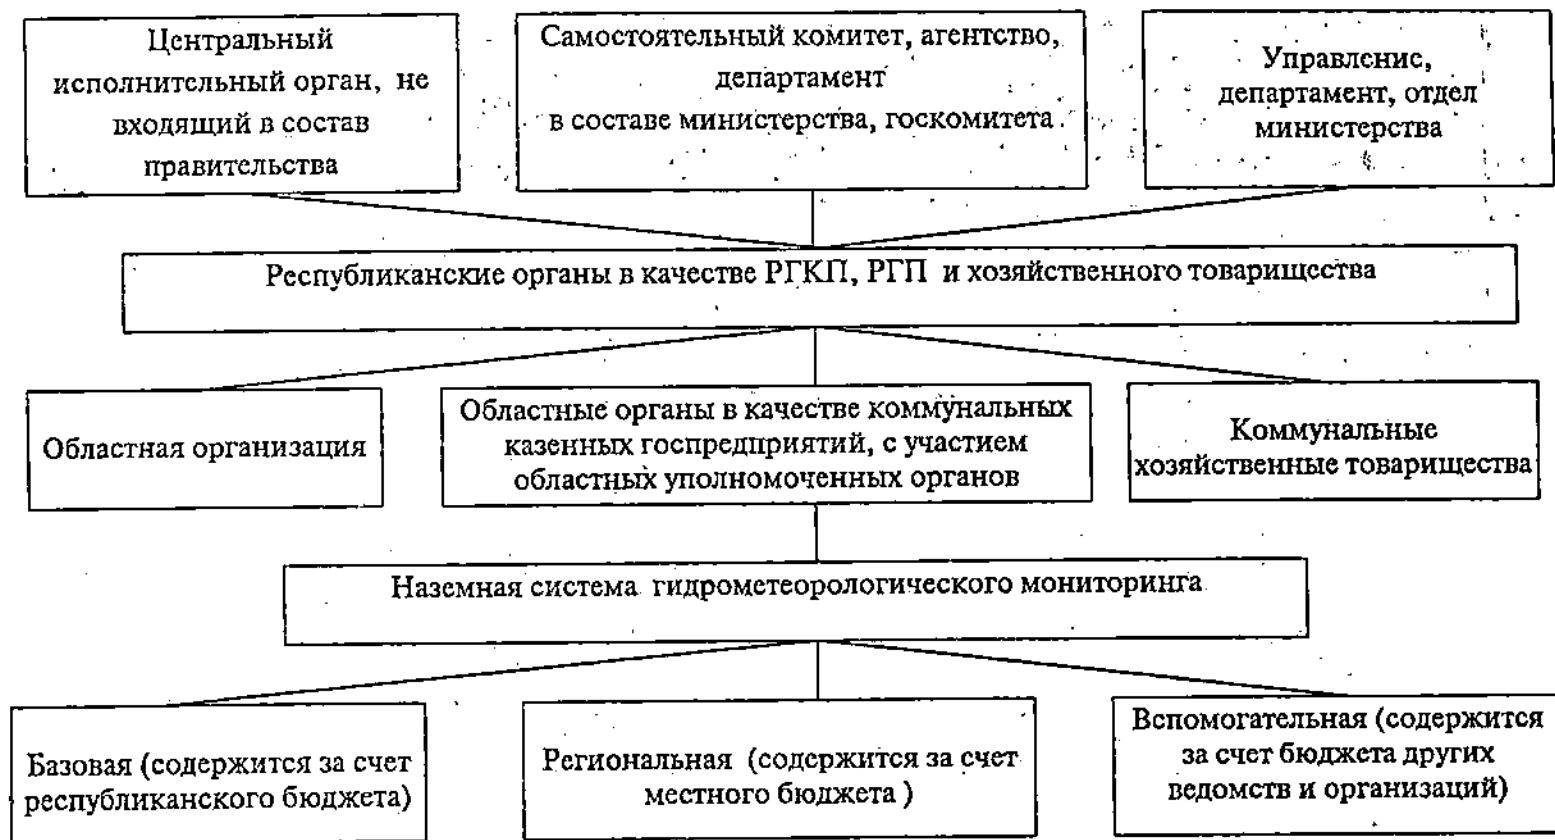 Центральный
исполнительный орган, не
входящий в состав
правительства
Самостоятельный комитет, агентство,
департамент
в составе министерства, госкомитета
Управление,
департамент, отдел
министерства
Республиканские органы в качестве РГКП, РГП и хозяйственного товарищества
Областная организация
Областные органы в качестве коммунальных
казенных госпредприятий, с участием
областных уполномоченных органов
Коммунальные
хозяйственные товарищества
Наземная система гидрометеорологического мониторинга
Базовая (содержится за счет
республиканского бюджета)
Региональная (содержится за счет
местного бюджета )
Вспомогательная (содержится
за счет бюджета других
ведомств и организаций)